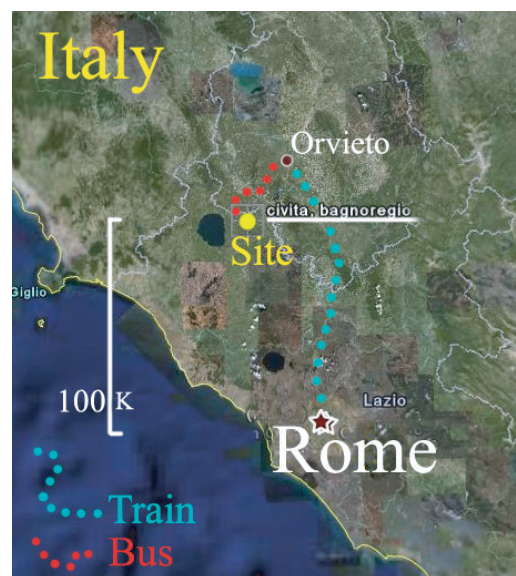 Italy
Orvieto
civita, bagnoregio
Site
Giglio
100 K
Lazio
Rome
Train
Bus